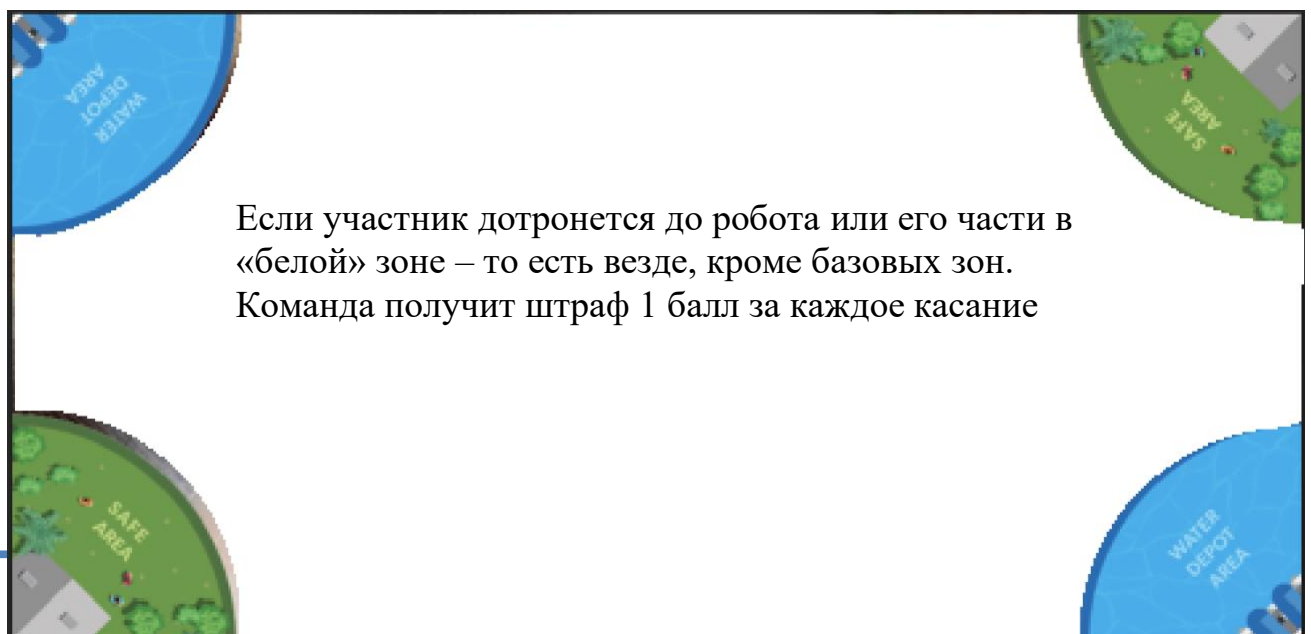 WATER
DEPOT
AREA
SAFE
AREA
Если участник дотронется до робота или его части в
«белой» зоне – то есть везде, кроме базовых зон.
Команда получит штраф 1 балл за каждое касание
SAFE
AREA
WATER
DEPOT
AREA